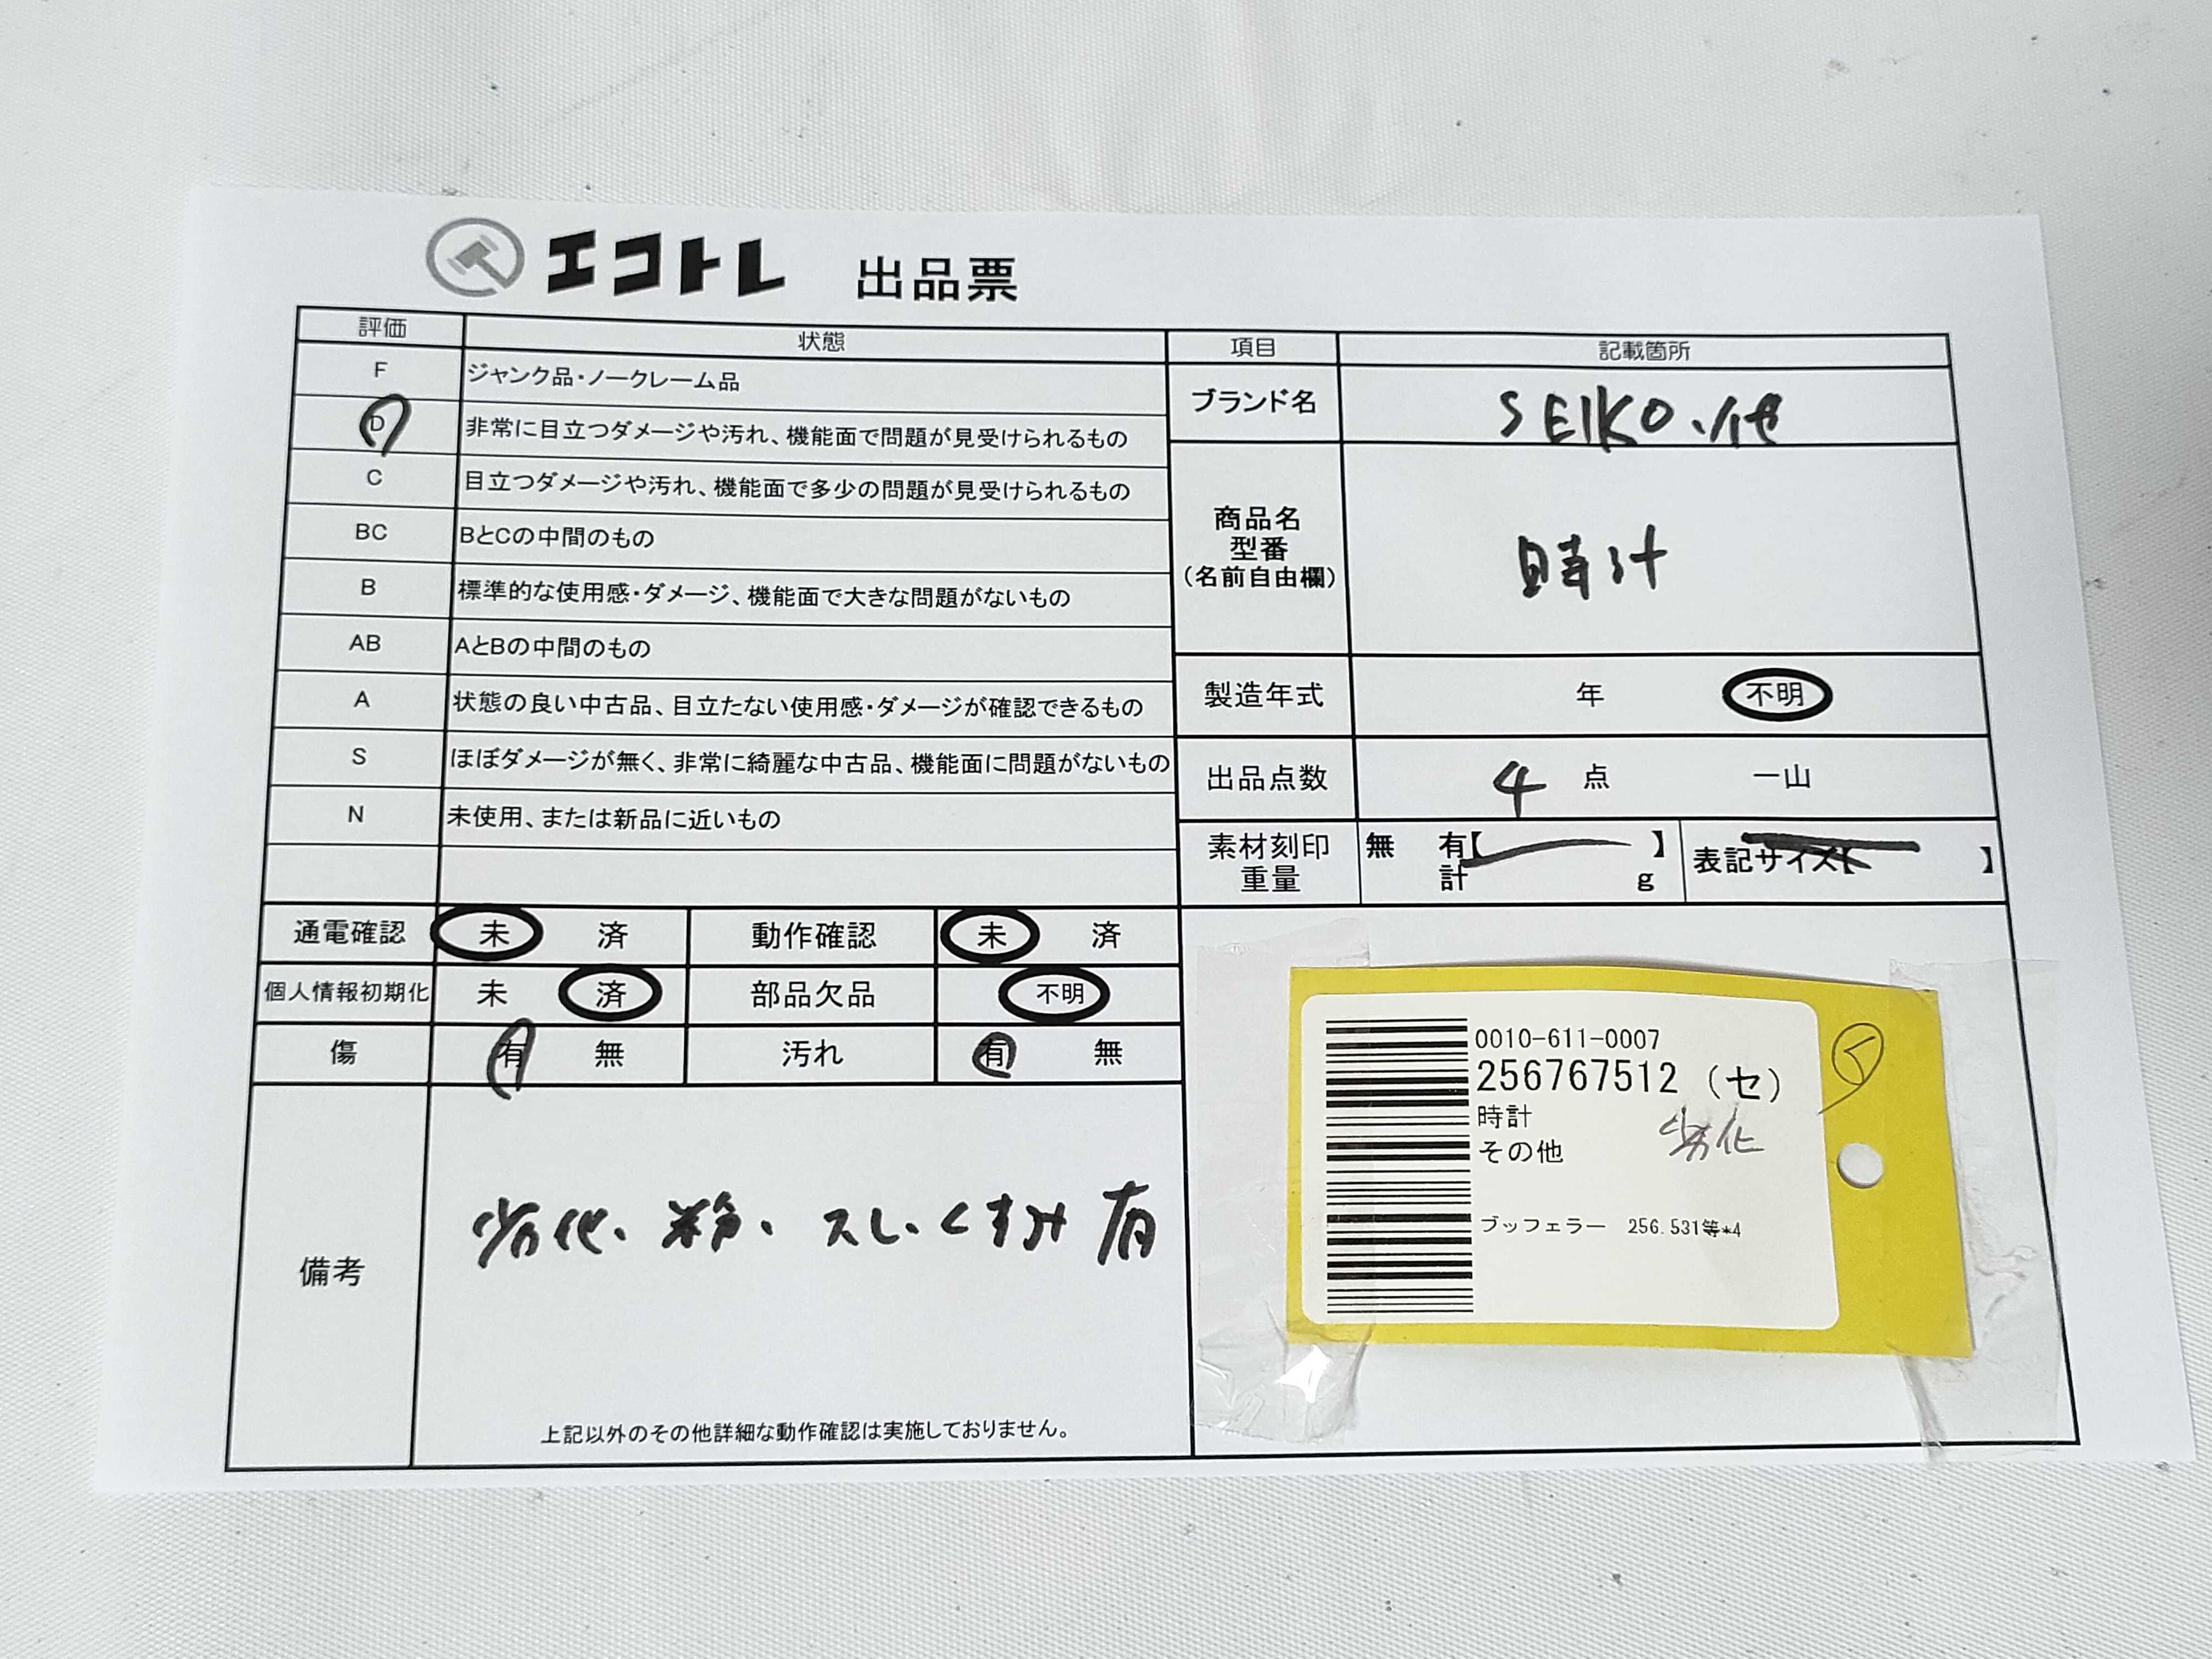 エコトレ 出品票
評価 状態
F ジャンク品・ノークレーム品
D 非常に目立つダメージや汚れ、機能面で問題が見受けられるもの
C 目立つダメージや汚れ、機能面で多少の問題が見受けられるもの
BC BとCの中間のもの
B 標準的な使用感・ダメージ、機能面で大きな問題がないもの
AB AとBの中間のもの
A 状態の良い中古品、目立たない使用感・ダメージが確認できるもの
S ほぼダメージが無く、非常に綺麗な中古品、機能面に問題がないもの
N 未使用、または新品に近いもの
通電確認 未 済 動作確認 未 済
個人情報初期化 未 済 部品欠品 不明
傷 有 無 汚れ 有 無
備考
劣化、粉、スレ、くすみ 有
上記以外のその他詳細な動作確認は実施しておりません。
項目 記載箇所
ブランド名 SEIKO、他
商品名
型番
(名前自由欄)
時計
製造年式 年 不明
出品点数 4 点 一山
素材刻印 無 有【 】
重量 計 g
表記サイズ【 】
0010-611-0007
256767512 (セ)
時計
その他 劣化
ブッフェラー 256.531等*4